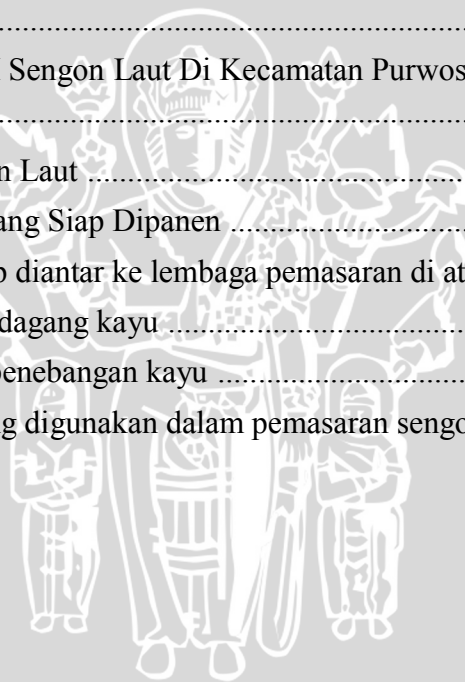 ..................................................
Sengon Laut Di Kecamatan Purwos
..................................................
n Laut ........................................
ang Siap Dipanen ........................
p diantar ke lembaga pemasaran di at
dagang kayu ..............................
penebangan kayu .........................
g digunakan dalam pemasaran sengo